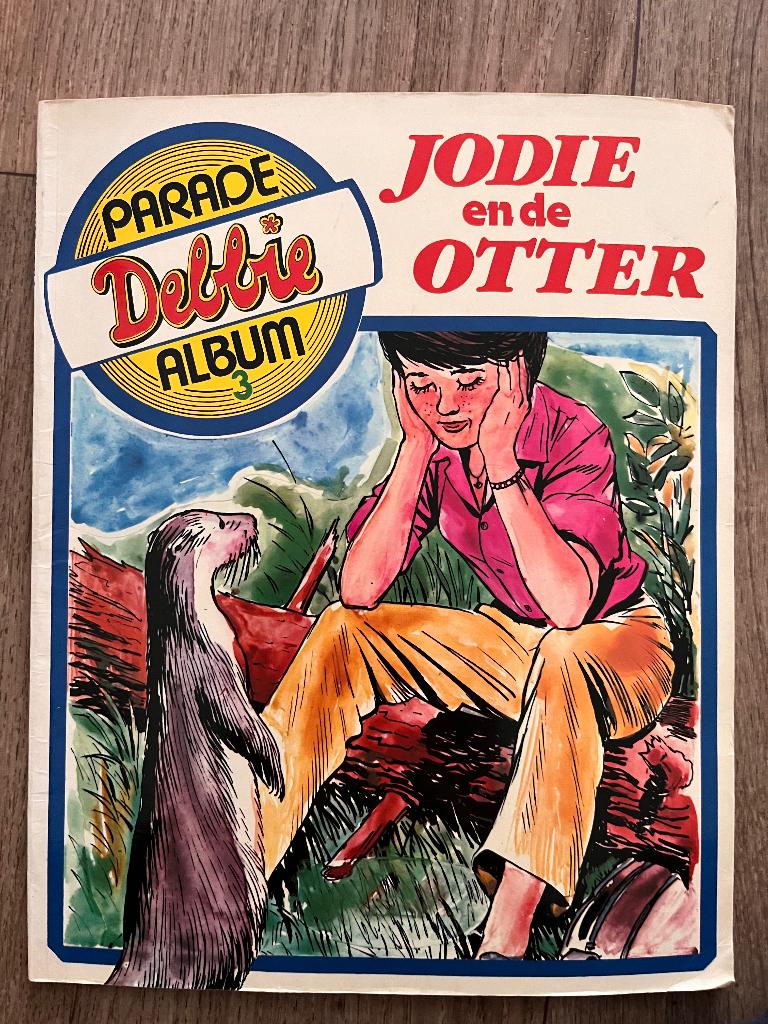 PARADE
Debbie
ALBUM
3
JODIE
en de
OTTER